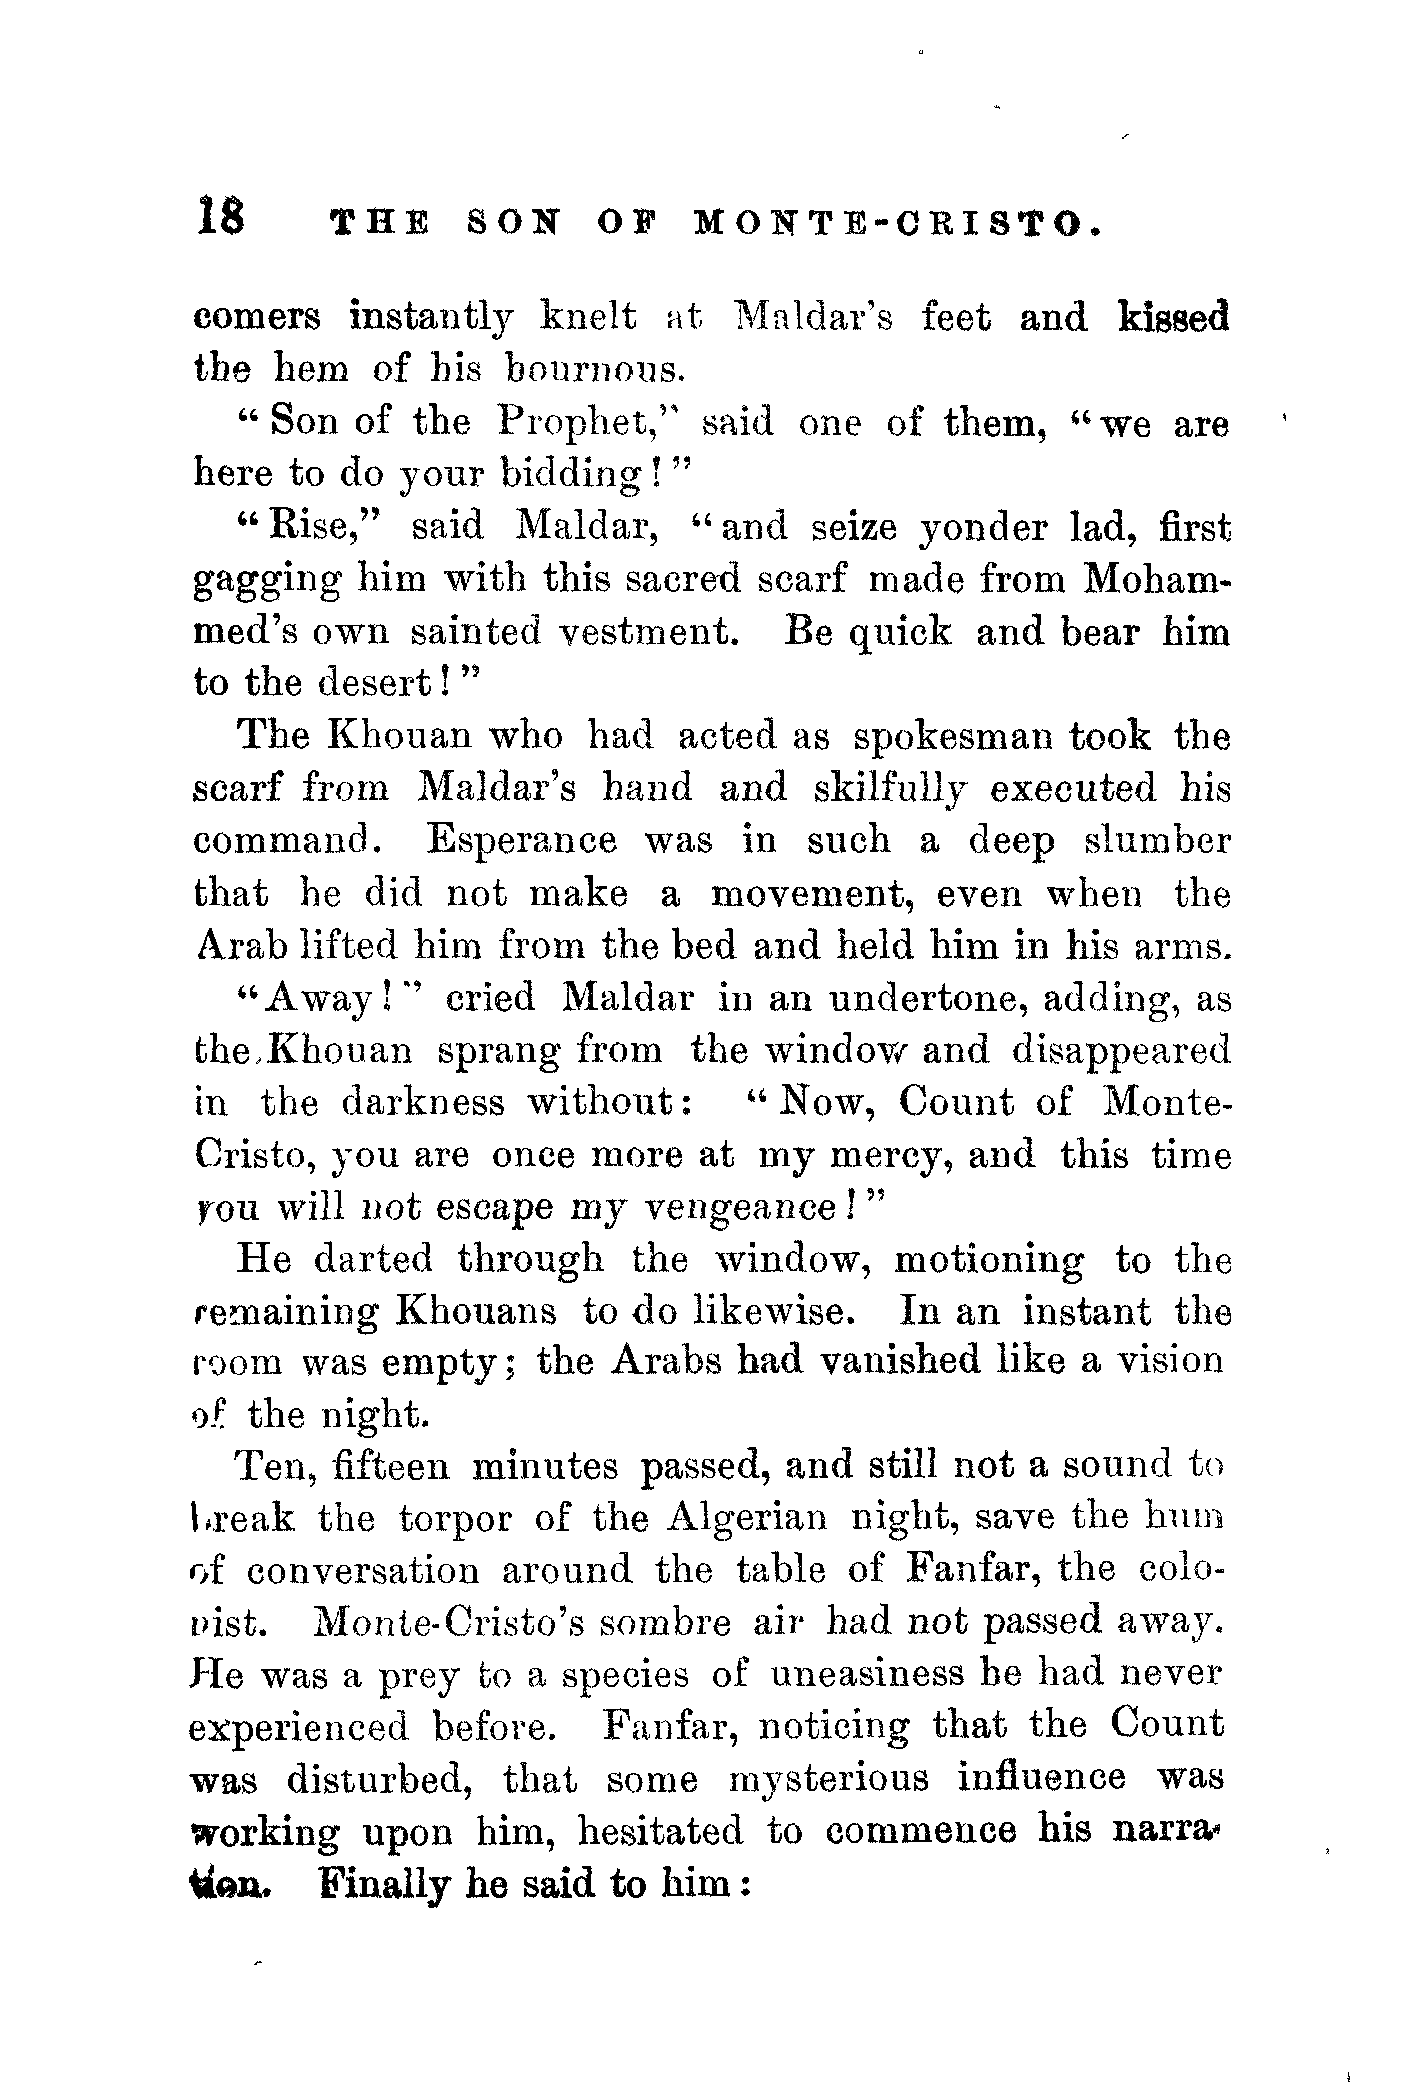 18 THE SON OF MONTE-CRISTO.
comers instantly knelt at Maldar's feet and kissed
the hem of his bournous.
"Son of the Prophet," said one of them, "we are
here to do your bidding!"
"Rise," said Maldar, "and seize yonder lad, first
gagging him with this sacred scarf made from Moham-
med's own sainted vestment. Be quick and bear him
to the desert!"
The Khouan who had acted as spokesman took the
scarf from Maldar's hand and skilfully executed his
command. Esperance was in such a deep slumber
that he did not make a movement, even when the
Arab lifted him from the bed and held him in his arms.
"Away!" cried Maldar in an undertone, adding, as
the Khouan sprang from the window and disappeared
in the darkness without: "Now, Count of Monte-
Cristo, you are once more at my mercy, and this time
you will not escape my vengeance!"
He darted through the window, motioning to the
remaining Khouans to do likewise. In an instant the
room was empty; the Arabs had vanished like a vision
of the night.
Ten, fifteen minutes passed, and still not a sound to
break the torpor of the Algerian night, save the hum
of conversation around the table of Fanfar, the colo-
nist. Monte-Cristo's sombre air had not passed away.
He was a prey to a species of uneasiness he had never
experienced before. Fanfar, noticing that the Count
was disturbed, that some mysterious influence was
working upon him, hesitated to commence his narra-
tion. Finally he said to him: